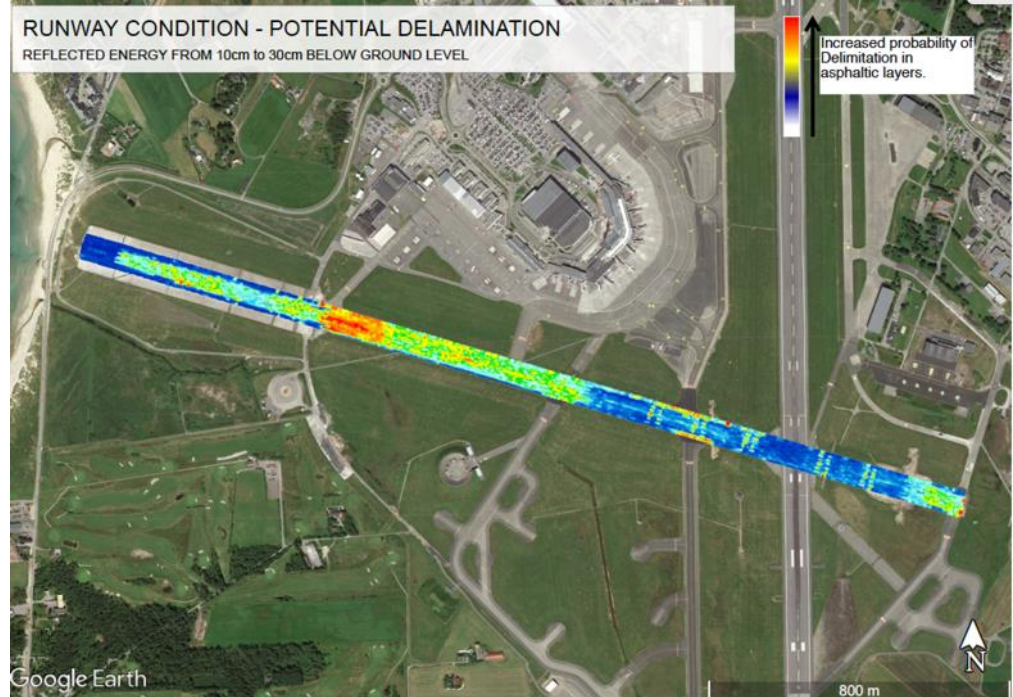 RUNWAY CONDITION - POTENTIAL DELAMINATION
REFLECTED ENERGY FROM 10cm to 30cm BELOW GROUND LEVEL
Increased probability of
Delimitation in
asphaltic layers.
N
Google Earth
800 m